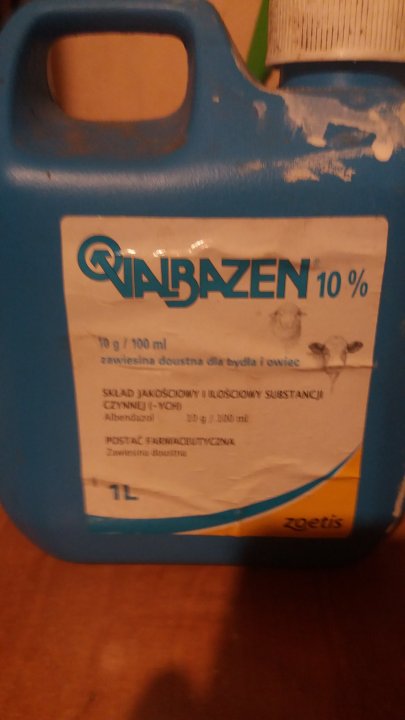 VALBAZEN 10 %
10 g / 100 ml
zawiesina doustna dla bydła i owiec
SKŁAD JAKOŚCIOWY I ILOŚCIOWY SUBSTANCJI
CZYNNEJ (-YCH)
Albendazol 10 g / 100 ml
POSTAĆ FARMACEUTYCZNA
Zawiesina doustna
1L
zoetis